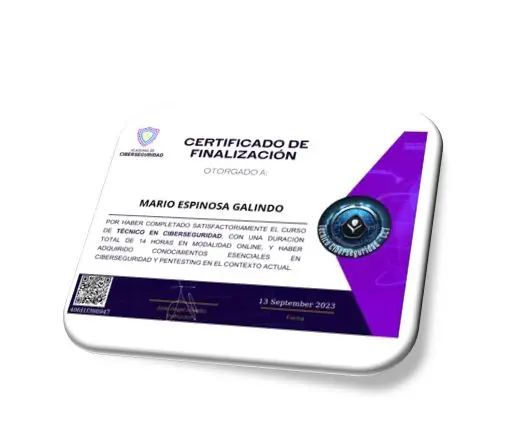 ACADEMIA DE
CIBERSEGURIDAD
CERTIFICADO DE
FINALIZACIÓN
OTORGADO A:
MARIO ESPINOSA GALINDO
POR HABER COMPLETADO SATISFACTORIAMENTE EL CURSO
DE TÉCNICO EN CIBERSEGURIDAD, CON UNA DURACIÓN
TOTAL DE 14 HORAS EN MODALIDAD ONLINE, Y HABER
ADQUIRIDO CONOCIMIENTOS ESENCIALES EN
CIBERSEGURIDAD Y PENTESTING EN EL CONTEXTO ACTUAL.
Técnico Ciberseguridad
13 September 2023
Fecha